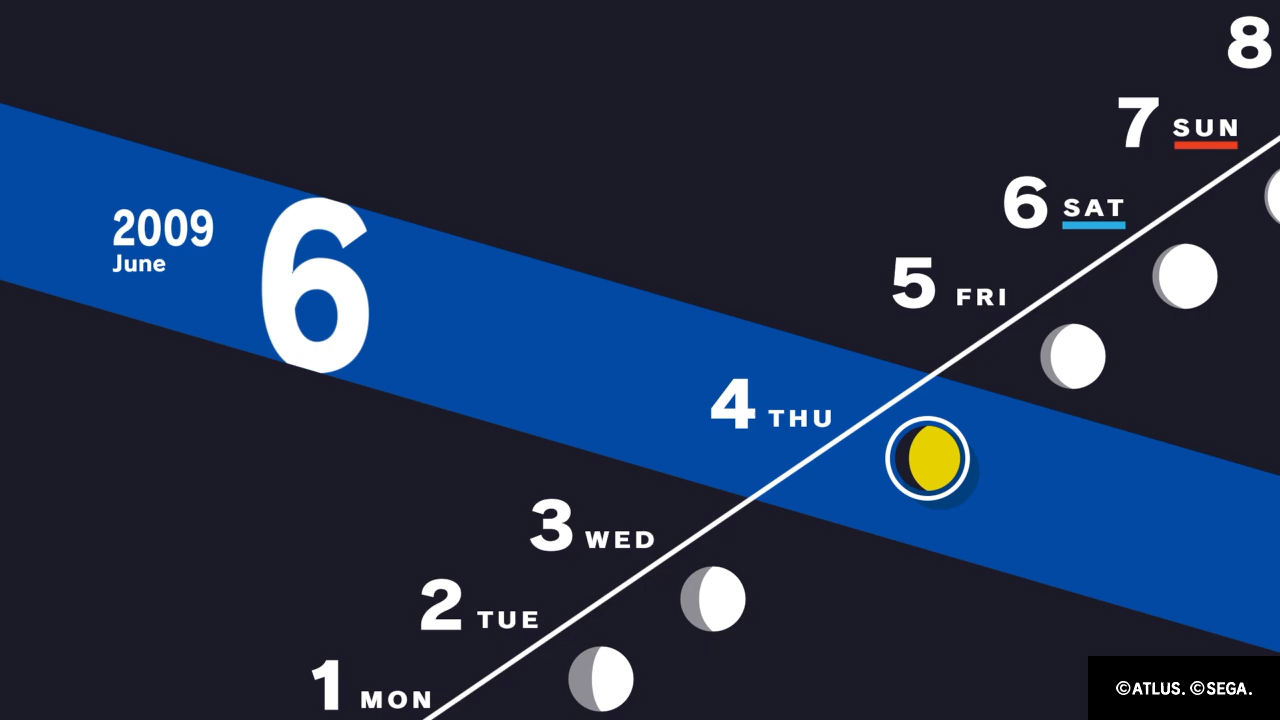 8
7 SUN
6 SAT
5 FRI
2009
June
6
4 THU
3 WED
2 TUE
1 MON
©ATLUS. ©SEGA.